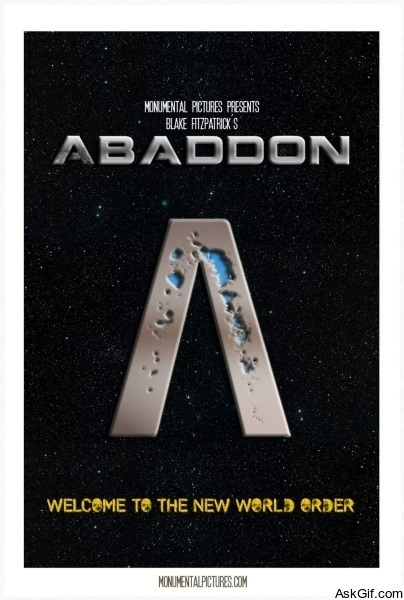 MONUMENTAL PICTURES PRESENTS
BLAKE FITZPATRICK'S
ABADDON
WELCOME TO THE NEW WORLD ORDER
MONUMENTALPICTURES.COM
AskGif.com